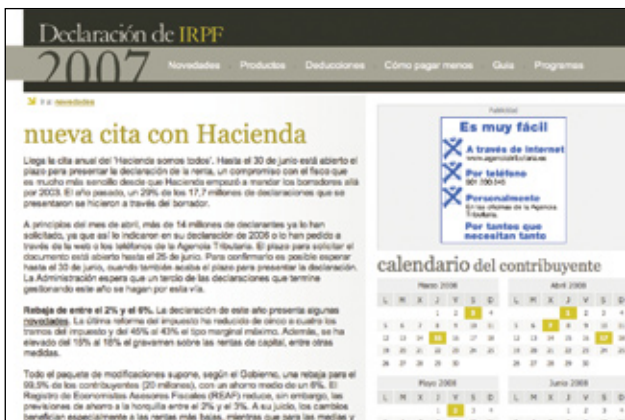 Declaración de IRPF
2007
Novedades Productos Deducciones Cómo pagar menos Guía Programas
Ir a: novedades
nueva cita con Hacienda
Llega la cita anual del 'Hacienda somos todos'. Hasta el 30 de junio está abierto el
plazo para presentar la declaración de la renta, un compromiso con el fisco que
es mucho más sencillo desde que Hacienda empezó a mandar los borradores allá
por 2003. El año pasado, un 29% de los 17,7 millones de declaraciones que se
presentaron se hicieron a través del borrador.
A principios del mes de abril, más de 14 millones de declarantes ya lo han
solicitado, ya que así lo indicaron en su declaración de 2006 o lo han pedido a
través de la web o los teléfonos de la Agencia Tributaria. El plazo para solicitar el
documento está abierto hasta el 25 de junio. Para confirmarlo es posible esperar
hasta el 30 de junio, cuando también acaba el plazo para presentar la declaración.
La Administración espera que un tercio de las declaraciones que termine
gestionando este año se hagan por esta vía.
Rebaja de entre el 2% y el 6%. La declaración de este año presenta algunas
novedades. La última reforma del impuesto ha reducido de cinco a cuatro los
tramos del impuesto y del 45% al 43% el tipo marginal máximo. Además, se ha
elevado del 15% al 18% el gravamen sobre las rentas de capital, entre otras
medidas.
Todo el paquete de modificaciones supone, según el Gobierno, una rebaja para el
99,5% de los contribuyentes (20 millones), con un ahorro medio de un 6%. El
Registro de Economistas Asesores Fiscales (REAF) reduce, sin embargo, las
previsiones de ahorro a la horquilla entre el 2% y el 3%. A su juicio, los cambios
benefician especialmente a las rentas más bajas, mientras que para las medias y
Publicidad
Es muy fácil
A través de internet
www.agenciatributaria.es
Por teléfono
Personalmente
En las oficinas de la Agencia
Tributaria.
Por tantas que
necesitan tanto
calendario del contribuyente
Marzo 2008
L M X J V S D
Abril 2008
L M X J V S D
Mayo 2008
L M X J V S D
Junio 2008
L M X J V S D